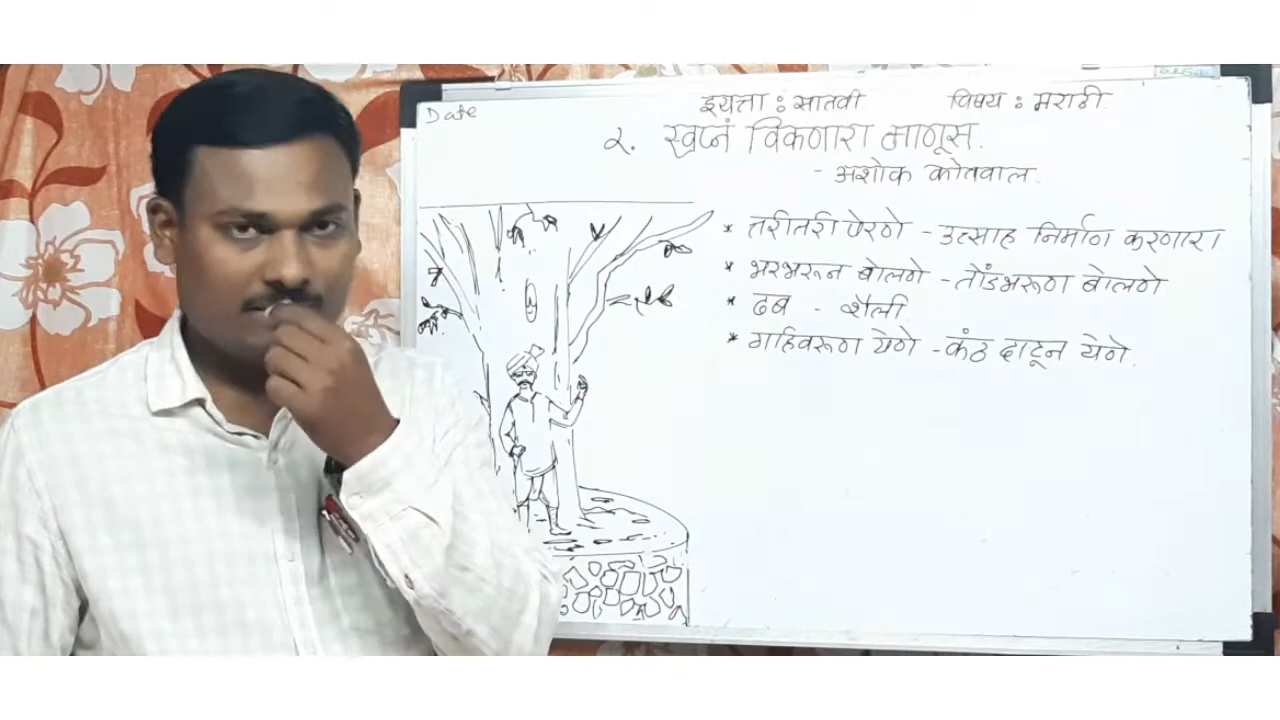 Date
इयत्ता : सातवी. विषय : मराठी.
२. स्वप्नं विकणारा माणूस.
- अशोक कोतवाल.
* तरीतरी पेरणे - उत्साह निर्माण करणारा
* भरभरून बोलणे - तोंडभरुण बोलणे
* ढब - शैली.
* गहिवरुण येणे - कंठ दाटून येणे.